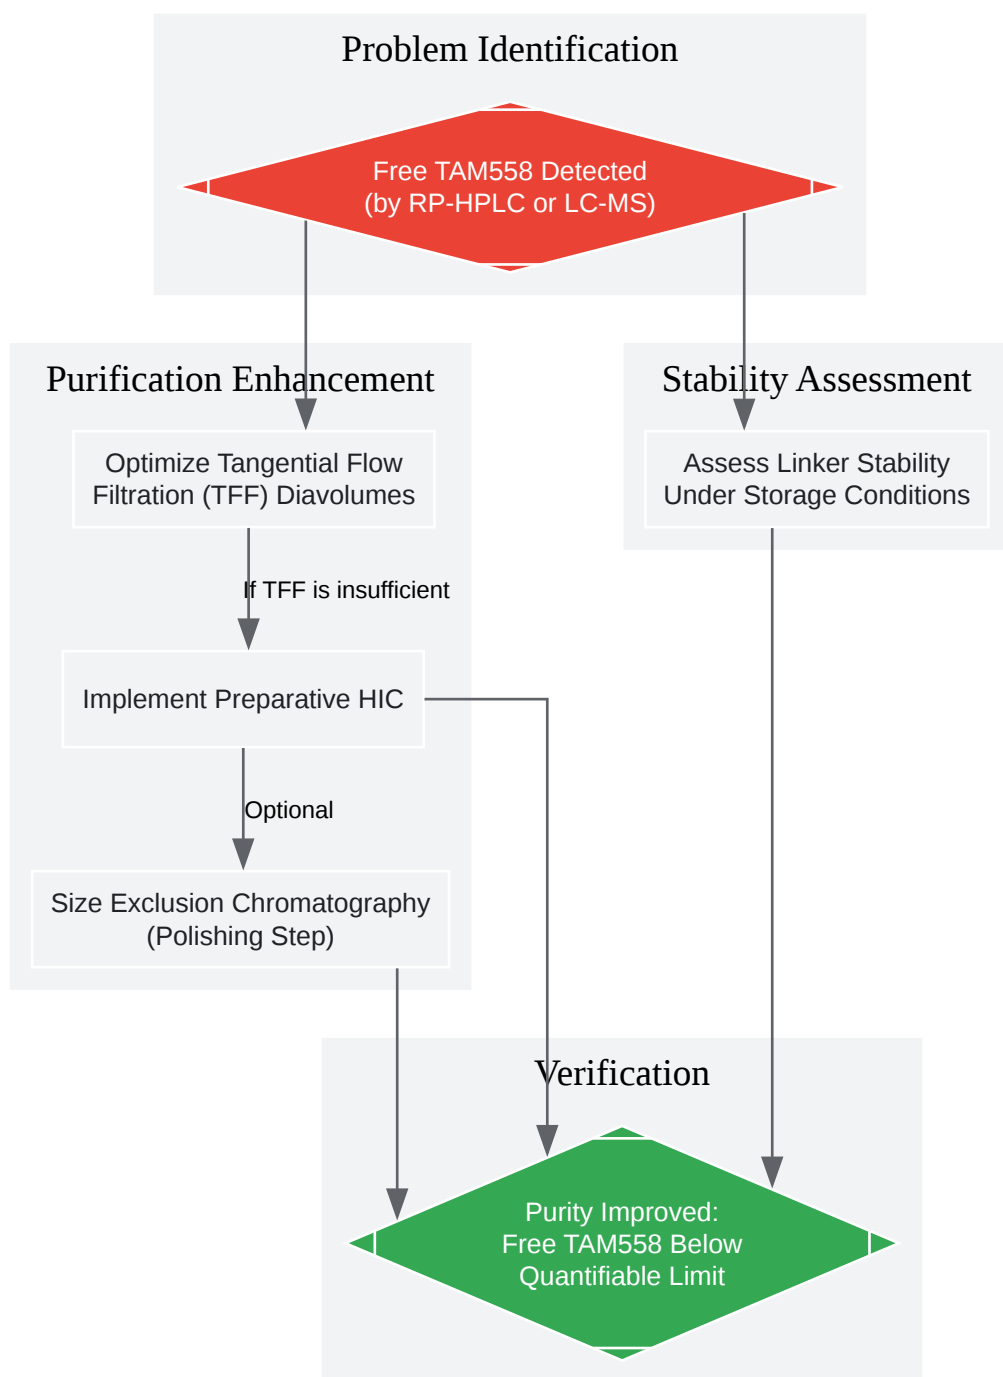 Problem Identification
Free TAM558 Detected
(by RP-HPLC or LC-MS)
Purification Enhancement
Optimize Tangential Flow
Filtration (TFF) Diavolumes
If TFF is insufficient
Implement Preparative HIC
Optional
Size Exclusion Chromatography
(Polishing Step)
Stability Assessment
Assess Linker Stability
Under Storage Conditions
Verification
Purity Improved:
Free TAM558 Below
Quantifiable Limit